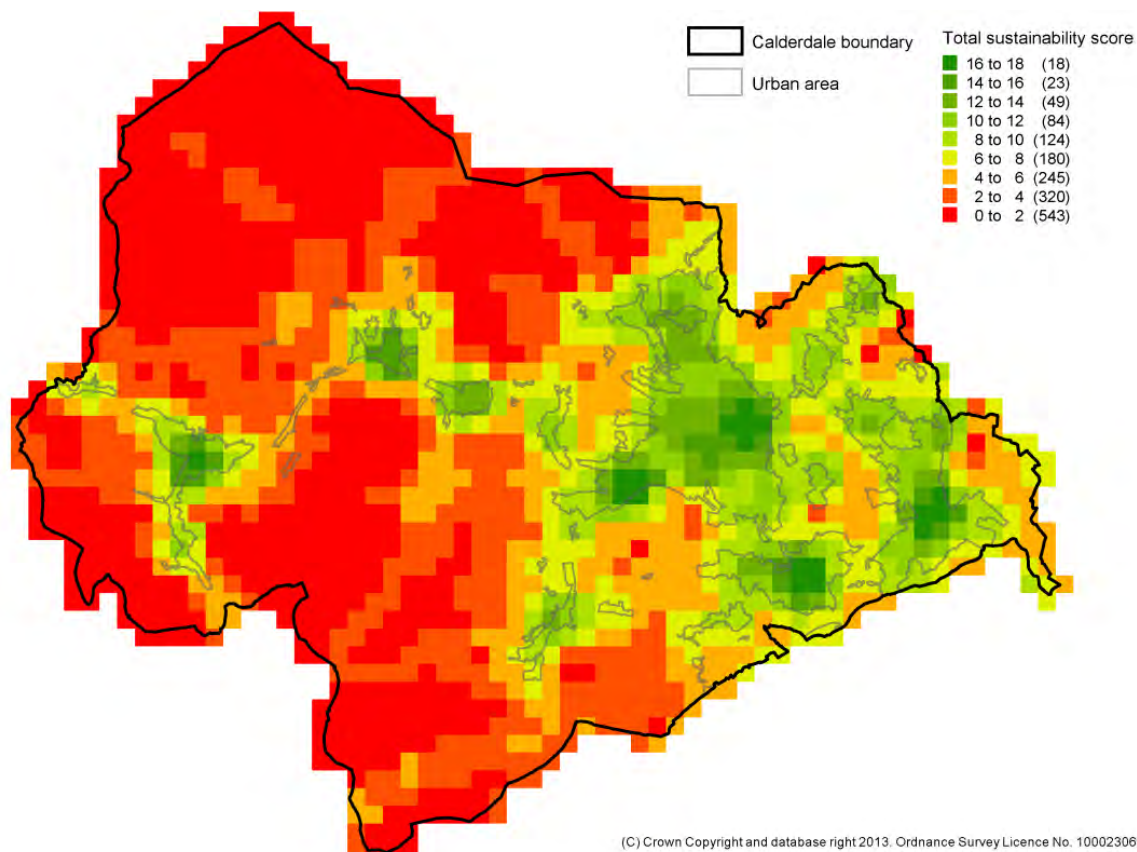 Calderdale boundary
Urban area
Total sustainability score
16 to 18 (18)
14 to 16 (23)
12 to 14 (49)
10 to 12 (84)
8 to 10 (124)
6 to 8 (180)
4 to 6 (245)
2 to 4 (320)
0 to 2 (543)
(C) Crown Copyright and database right 2013. Ordnance Survey Licence No. 10002306